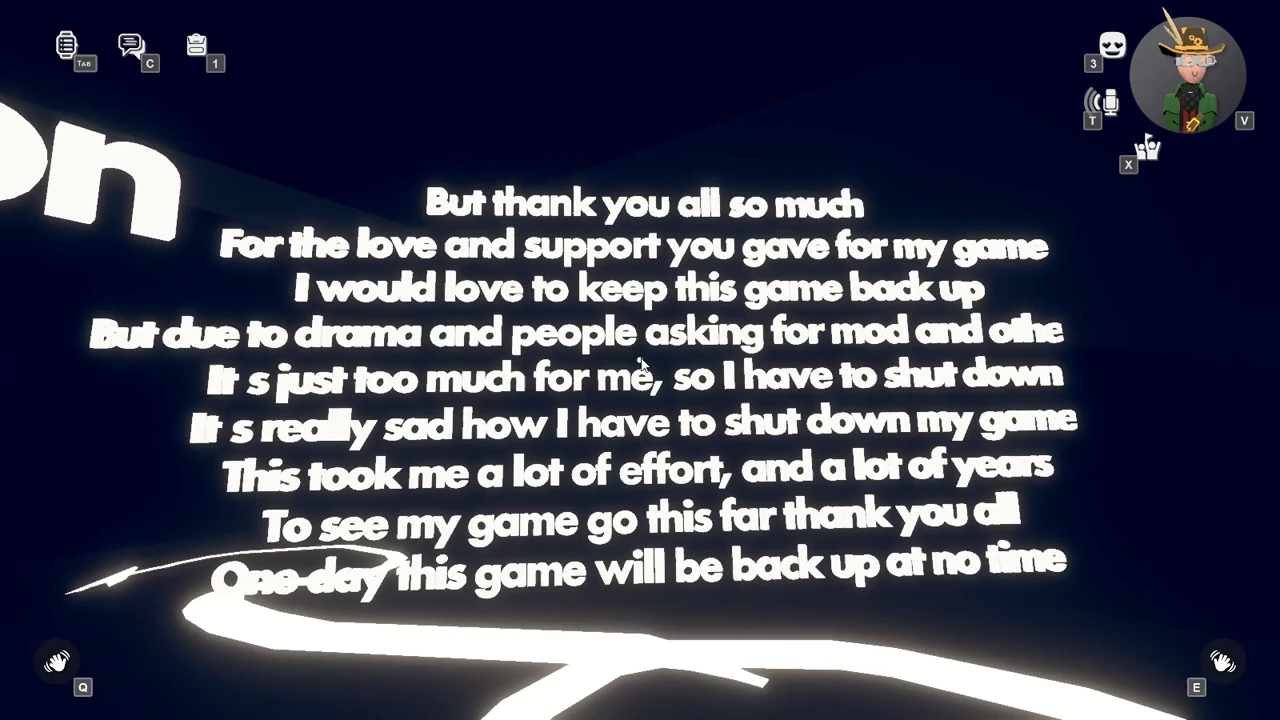 TAB
C
1
3
T
V
X
on
But thank you all so much
For the love and support you gave for my game
I would love to keep this game back up
But due to drama and people asking for mod and othe
It s just too much for me, so I have to shut down
It s really sad how I have to shut down my game
This took me a lot of effort, and a lot of years
To see my game go this far thank you all
One day this game will be back up at no time
Q
E